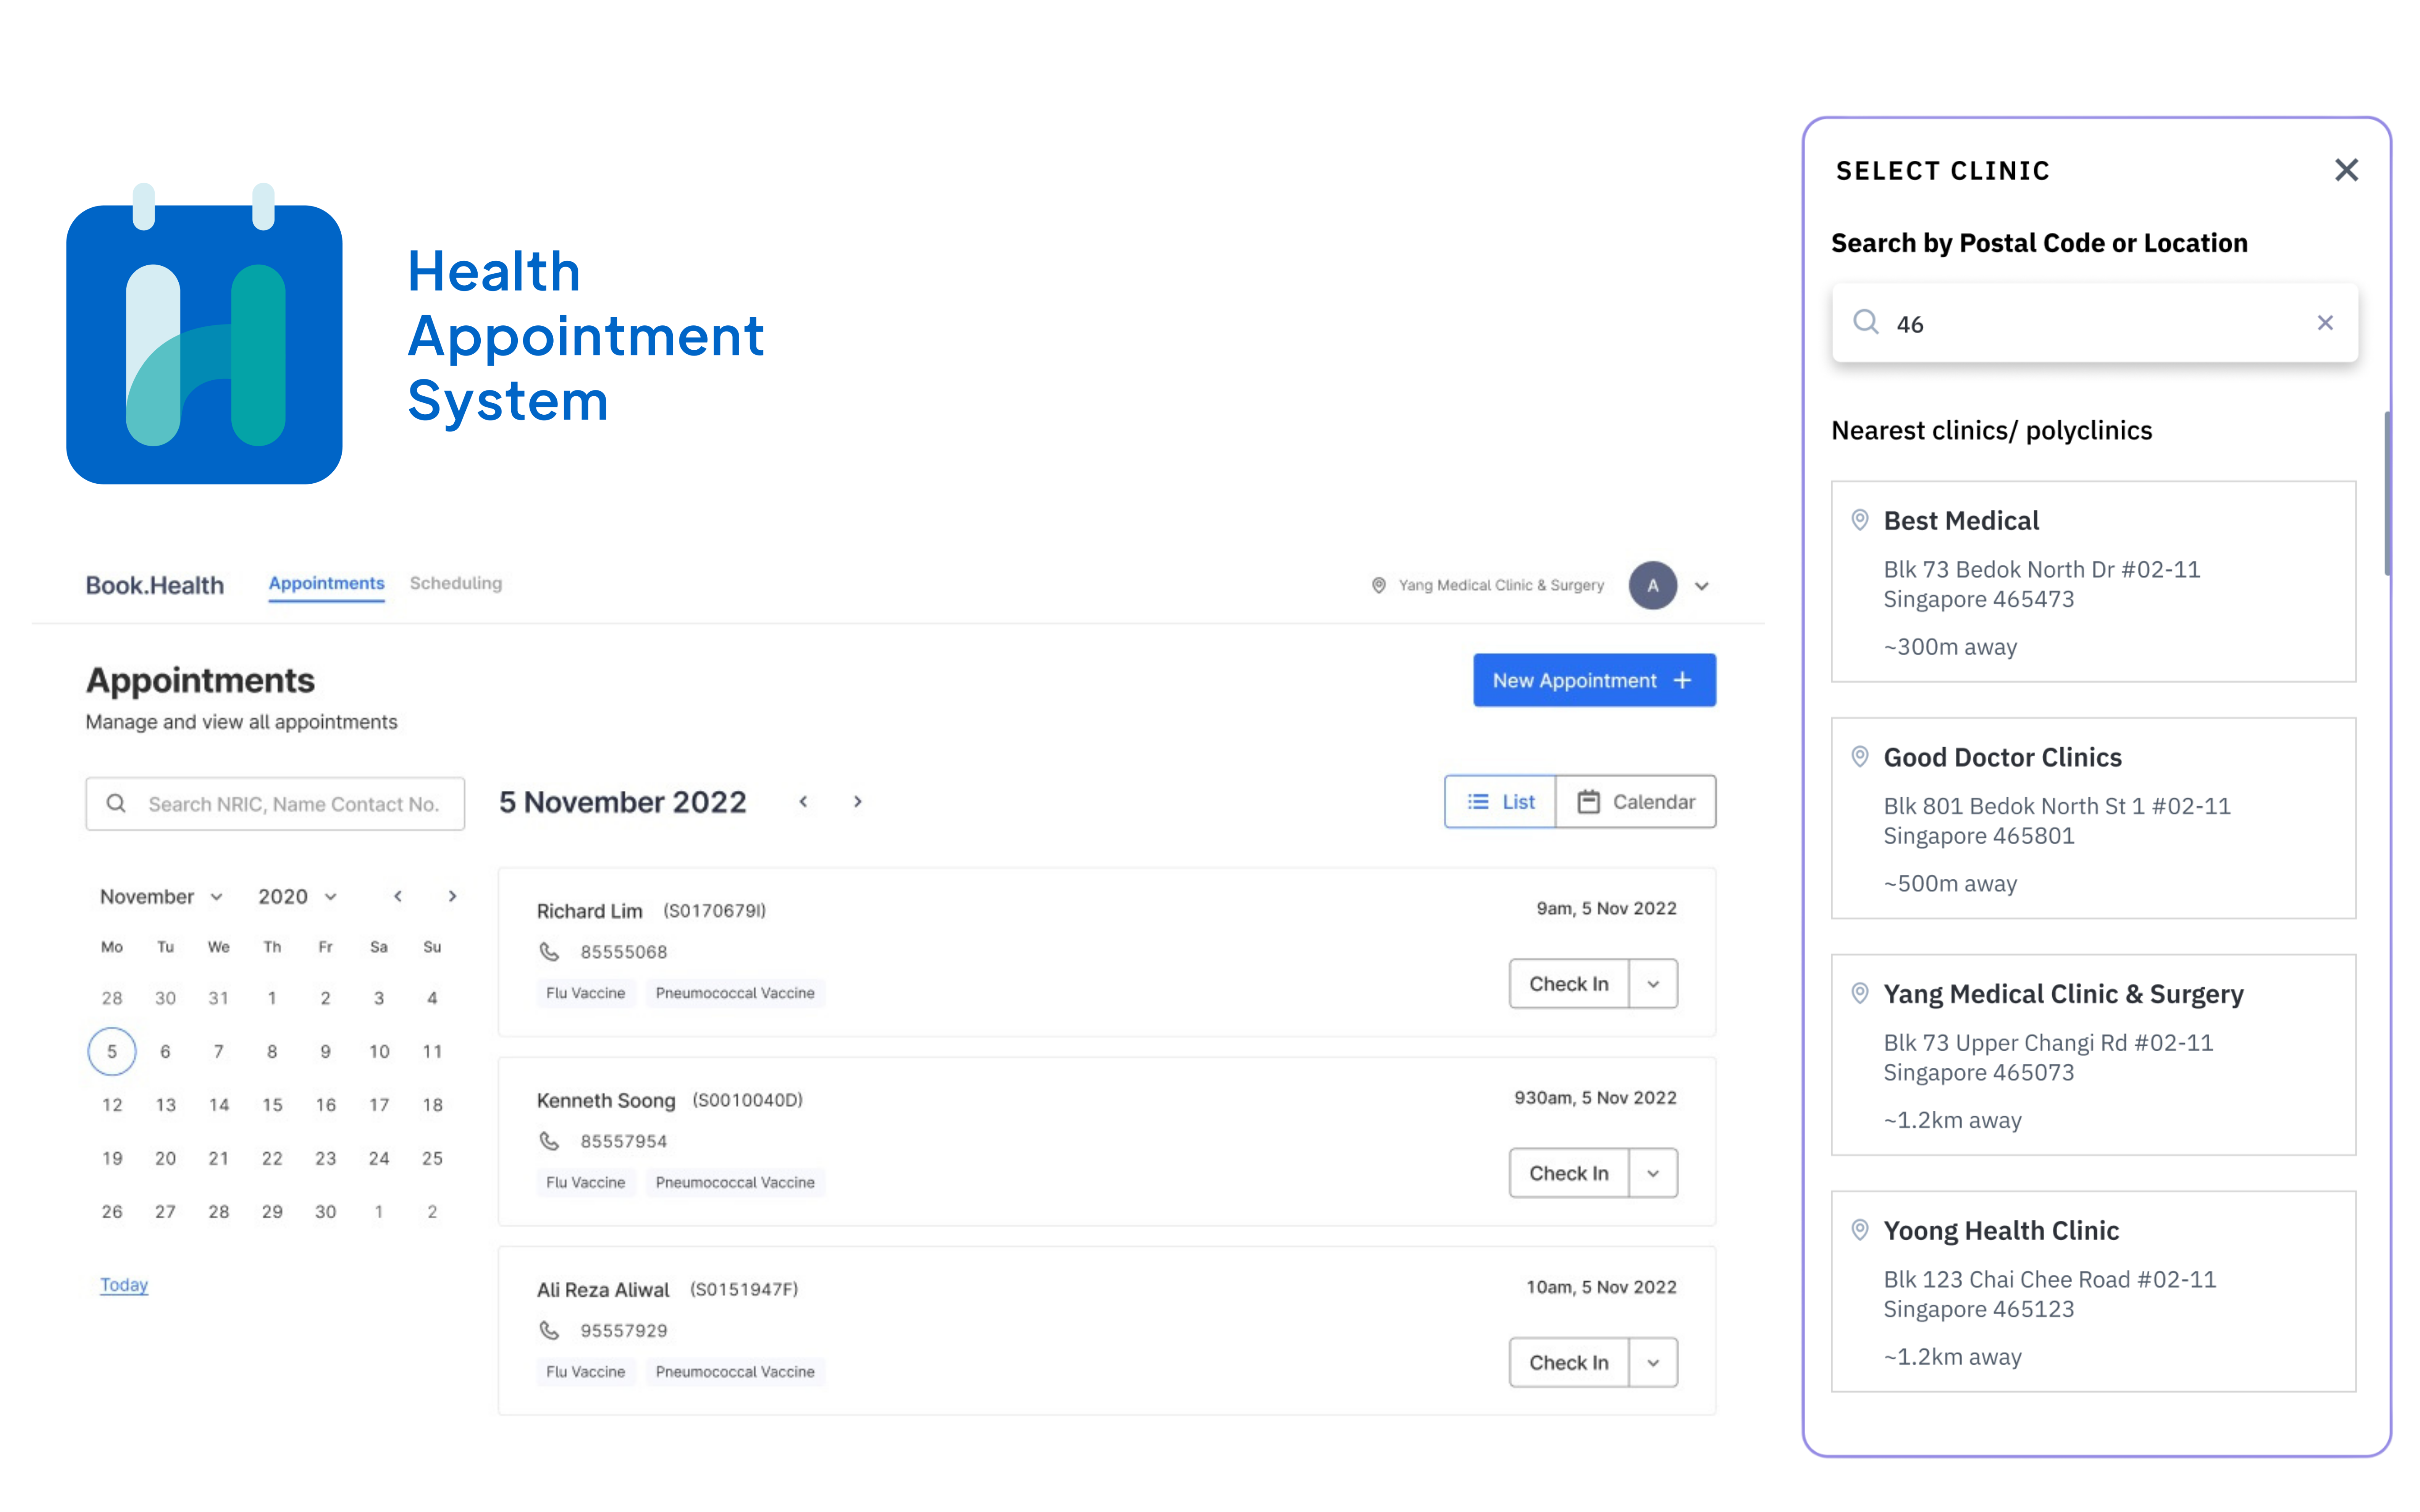 Health
Appointment
System
Book.Health Appointments Scheduling Yang Medical Clinic & Surgery A
Appointments
Manage and view all appointments
New Appointment +
Search NRIC, Name Contact No.
5 November 2022
List Calendar
November 2020
Mo Tu We Th Fr Sa Su
28 30 31 1 2 3 4
5 6 7 8 9 10 11
12 13 14 15 16 17 18
19 20 21 22 23 24 25
26 27 28 29 30 1 2
Today
Richard Lim (S0170679I)
9am, 5 Nov 2022
85555068
Check In
Flu Vaccine Pneumococcal Vaccine
Kenneth Soong (S0010040D)
930am, 5 Nov 2022
85557954
Check In
Flu Vaccine Pneumococcal Vaccine
Ali Reza Aliwal (S0151947F)
10am, 5 Nov 2022
95557929
Check In
Flu Vaccine Pneumococcal Vaccine
SELECT CLINIC
Search by Postal Code or Location
46
Nearest clinics/ polyclinics
Best Medical
Blk 73 Bedok North Dr #02-11
Singapore 465473
~300m away
Good Doctor Clinics
Blk 801 Bedok North St 1 #02-11
Singapore 465801
~500m away
Yang Medical Clinic & Surgery
Blk 73 Upper Changi Rd #02-11
Singapore 465073
~1.2km away
Yoong Health Clinic
Blk 123 Chai Chee Road #02-11
Singapore 465123
~1.2km away